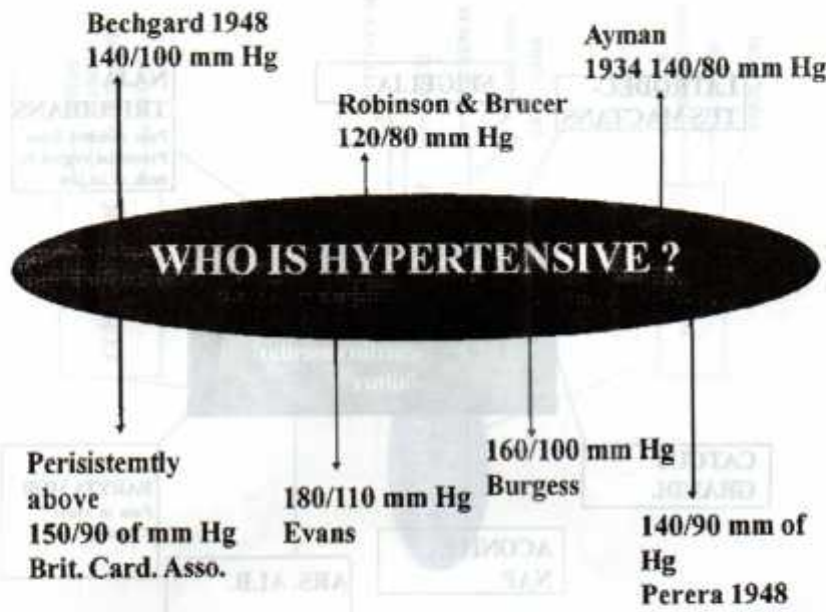 Bechgard 1948
140/100 mm Hg
Robinson & Brucer
120/80 mm Hg
Ayman
1934 140/80 mm Hg
WHO IS HYPERTENSIVE ?
Perisistemtly
above
150/90 of mm Hg
Brit. Card. Asso.
180/110 mm Hg
Evans
160/100 mm Hg
Burgess
140/90 mm of
Hg
Perera 1948